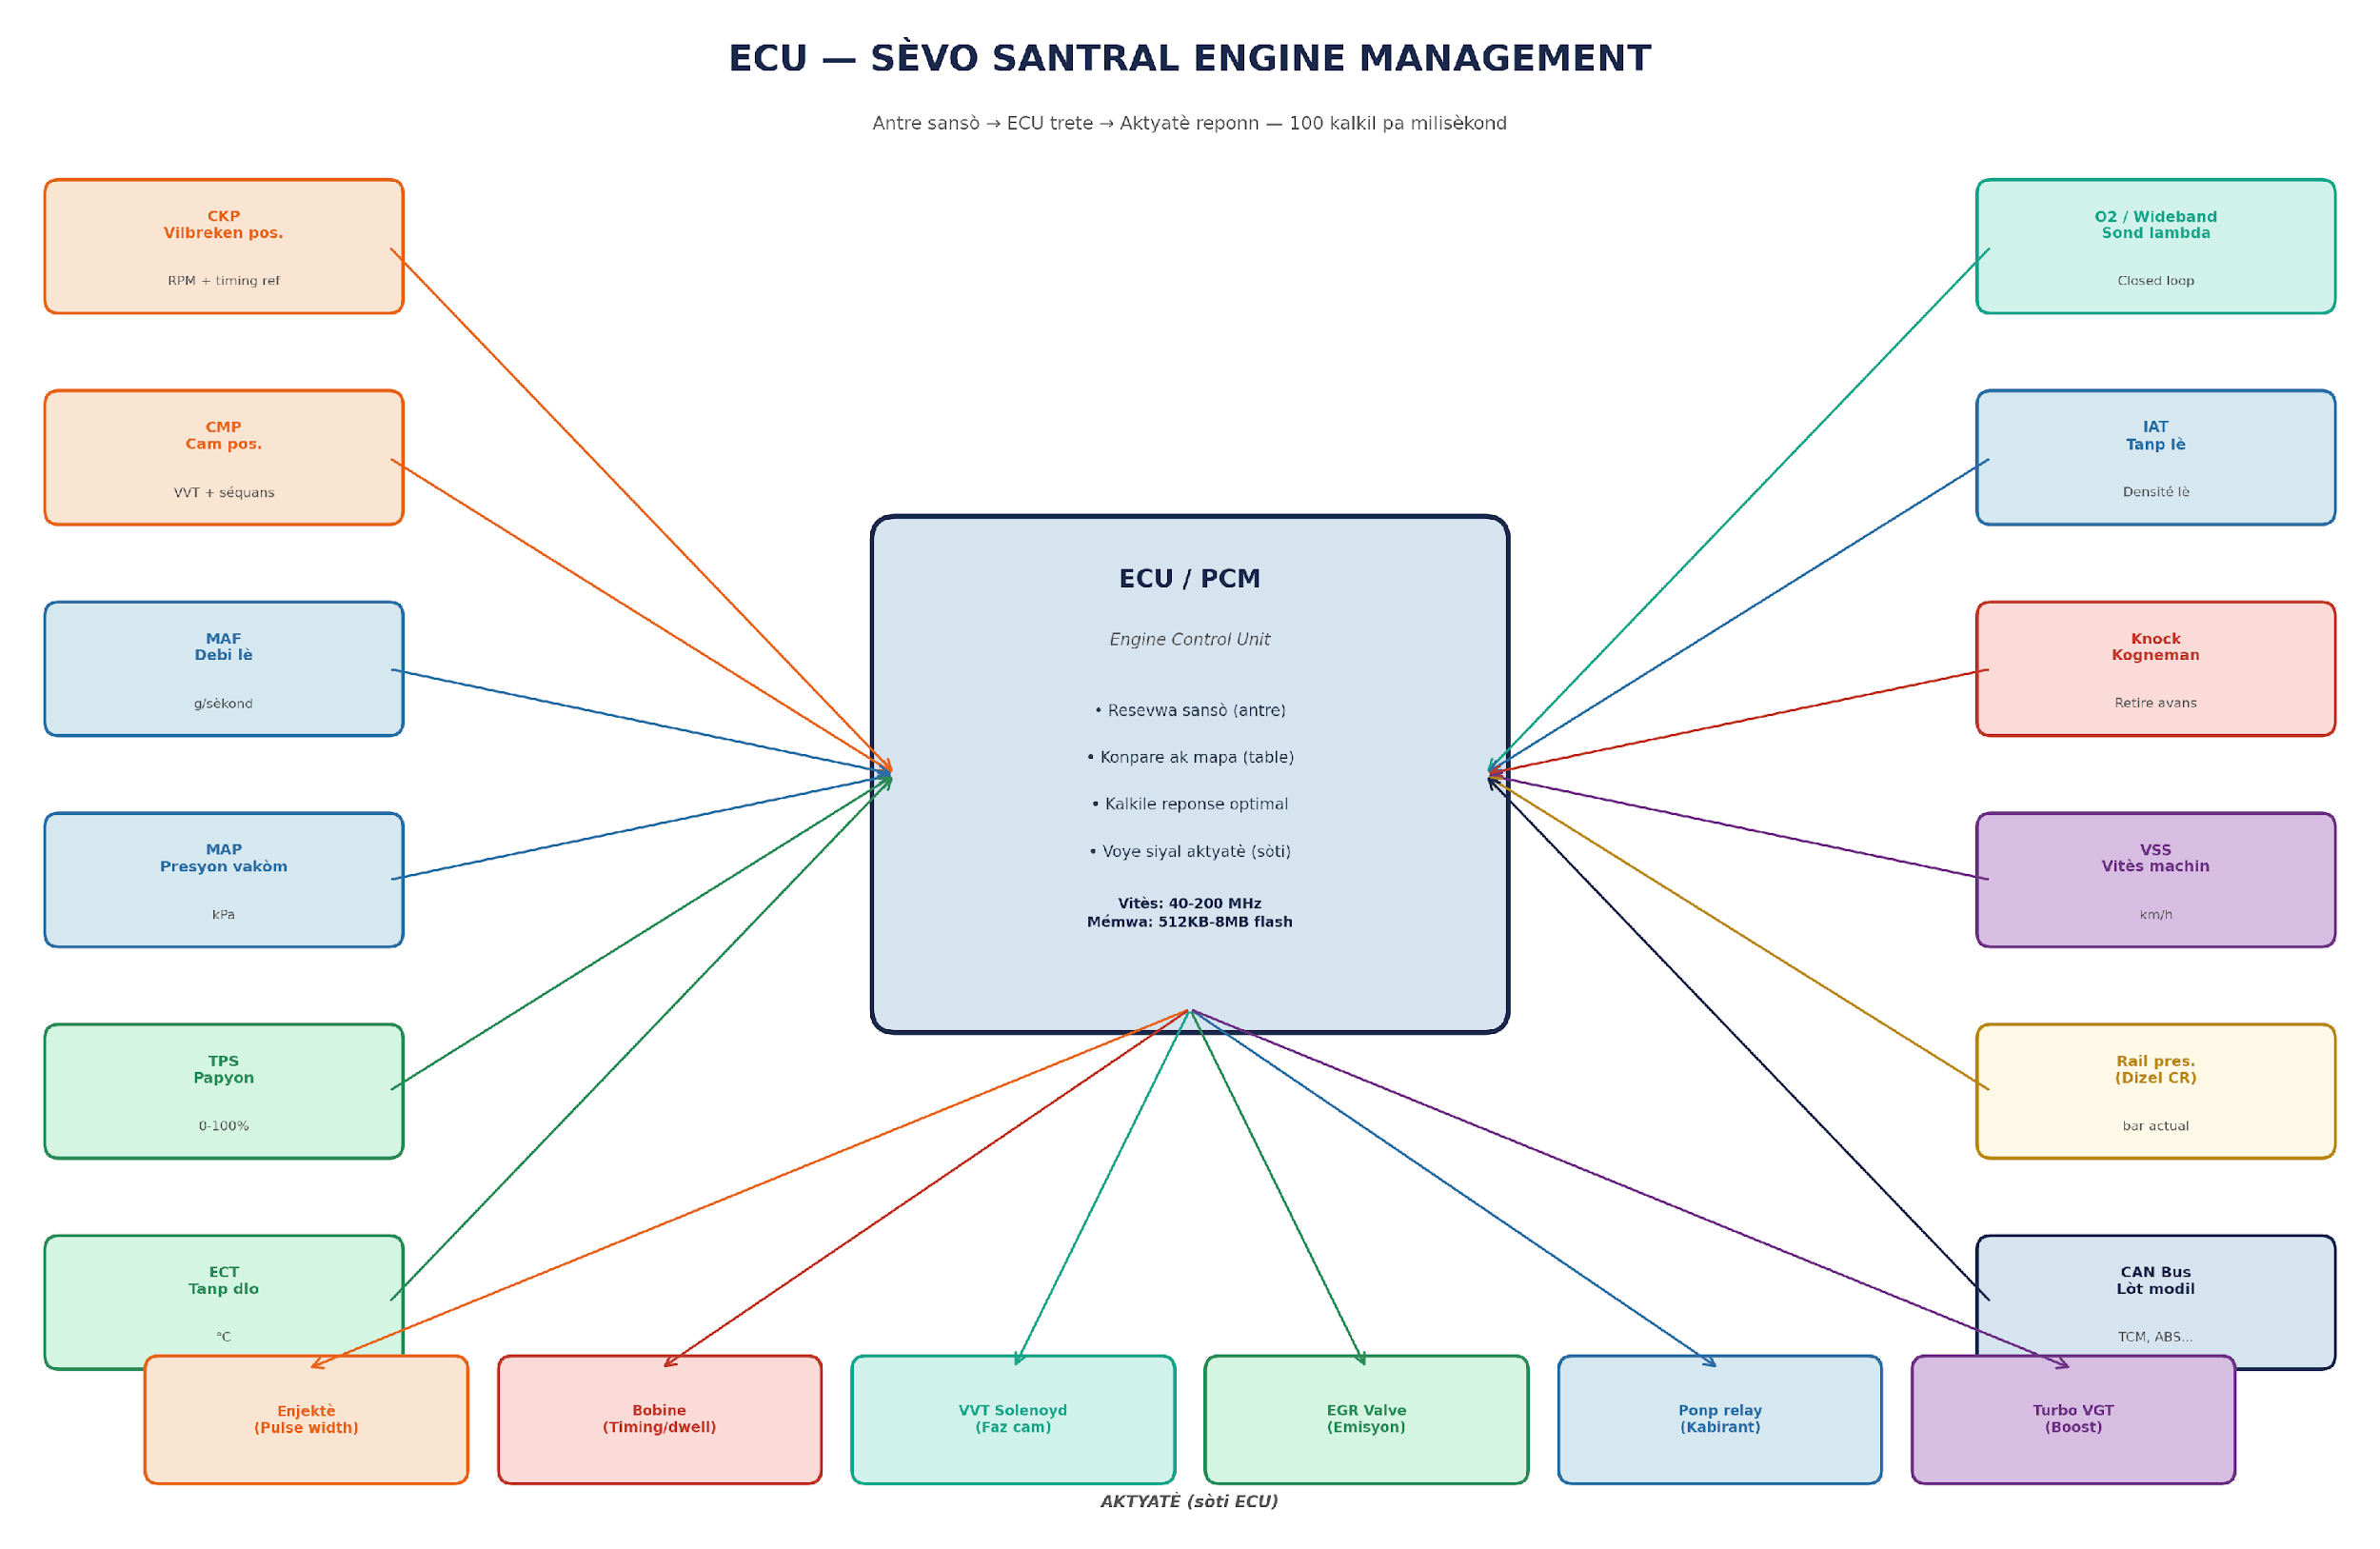 ECU — SÈVO SANTRAL ENGINE MANAGEMENT
Antre sansò → ECU trete → Aktyatè reponn — 100 kalkil pa milisèkond
CKP
Vilbreken pos.
RPM + timing ref
CMP
Cam pos.
VVT + séquans
MAF
Debi lè
g/sèkond
MAP
Presyon vakòm
kPa
TPS
Papyon
0-100%
ECT
Tanp dlo
°C
ECU / PCM
Engine Control Unit
• Resevwa sansò (antre)
• Konpare ak mapa (table)
• Kalkile reponse optimal
• Voye siyal aktyatè (sòti)
Vitès: 40-200 MHz
Mémwa: 512KB-8MB flash
O2 / Wideband
Sond lambda
Closed loop
IAT
Tanp lè
Densité lè
Knock
Kogneman
Retire avans
VSS
Vitès machin
km/h
Rail pres.
(Dizel CR)
bar actual
CAN Bus
Lòt modil
TCM, ABS...
Enjektè
(Pulse width)
Bobine
(Timing/dwell)
VVT Solenoyd
(Faz cam)
EGR Valve
(Emisyon)
Ponp relay
(Kabirant)
Turbo VGT
(Boost)
AKTYATÈ (sòti ECU)